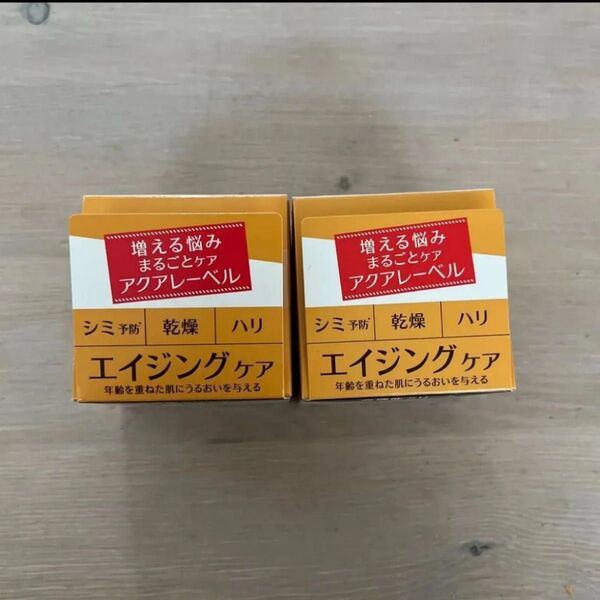 増える悩み
まるごとケア
アクアレーベル
シミ予防* 乾燥 ハリ
エイジングケア
年齢を重ねた肌にうるおいを与える
増える悩み
まるごとケア
アクアレーベル
シミ予防* 乾燥 ハリ
エイジングケア
年齢を重ねた肌にうるおいを与える